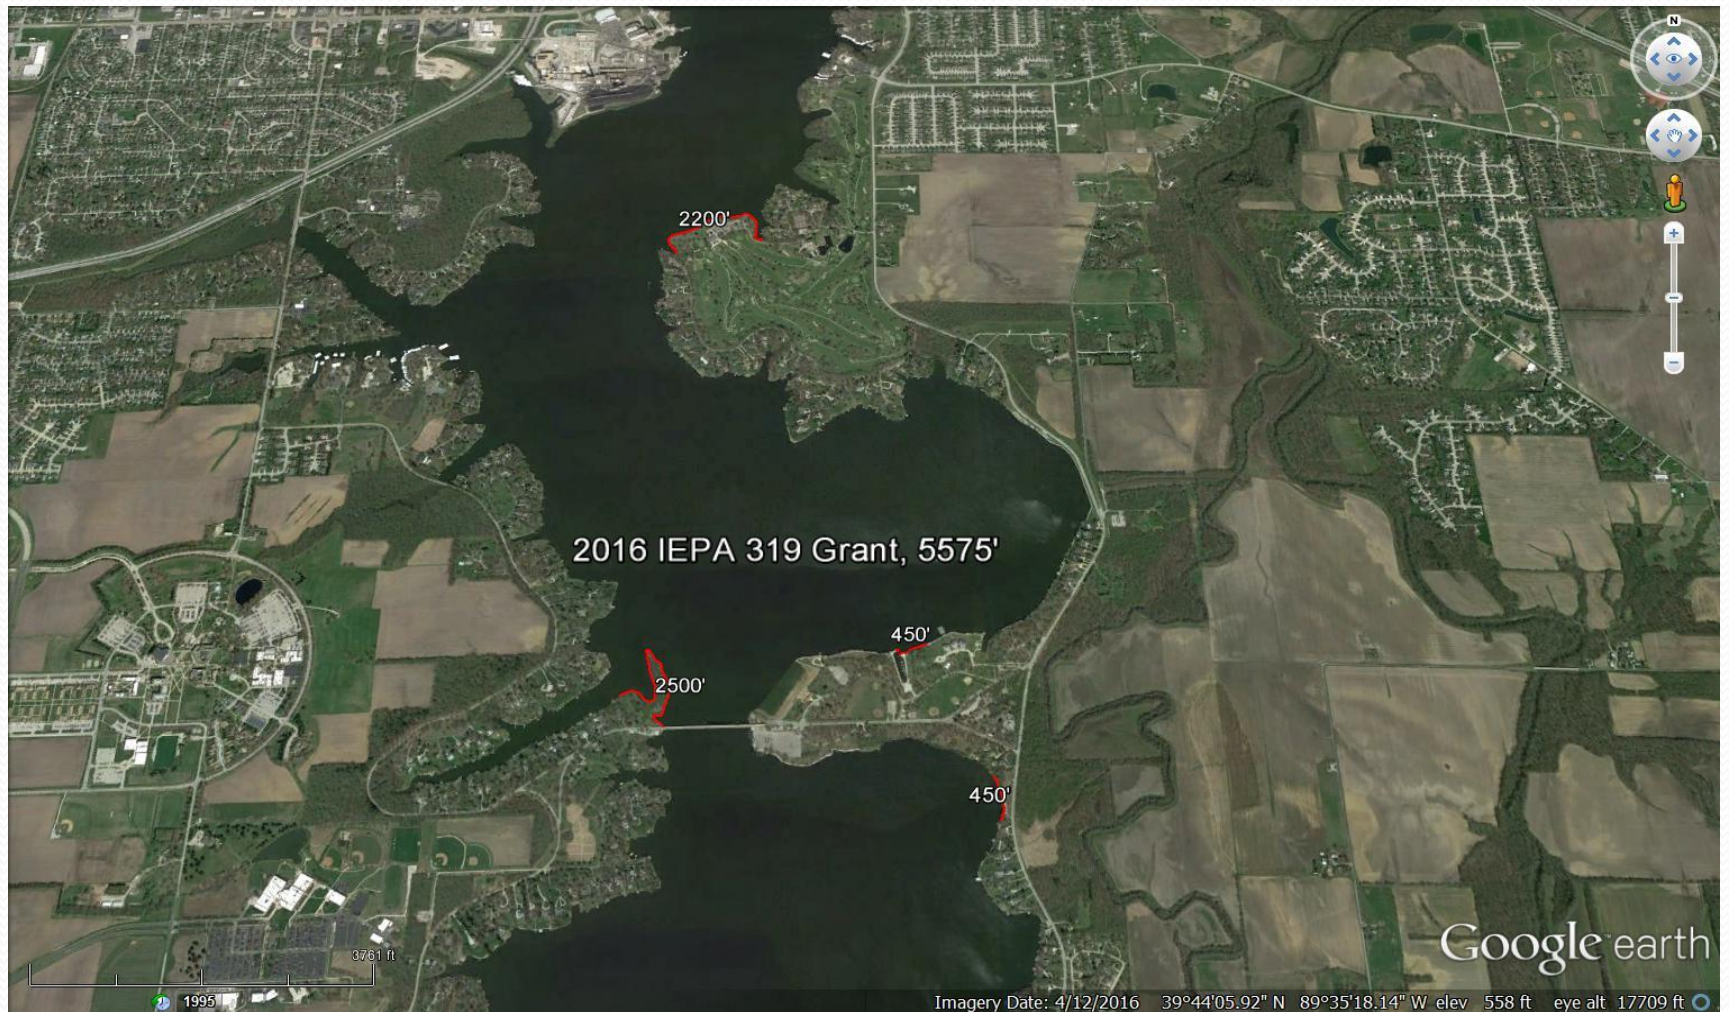 N
2200'
2016 IEPA 319 Grant, 5575'
450'
2500'
450'
Google earth
3761 ft
1995
Imagery Date: 4/12/2016 39°44'05.92" N 89°35'18.14" W elev 558 ft eye alt 17709 ft